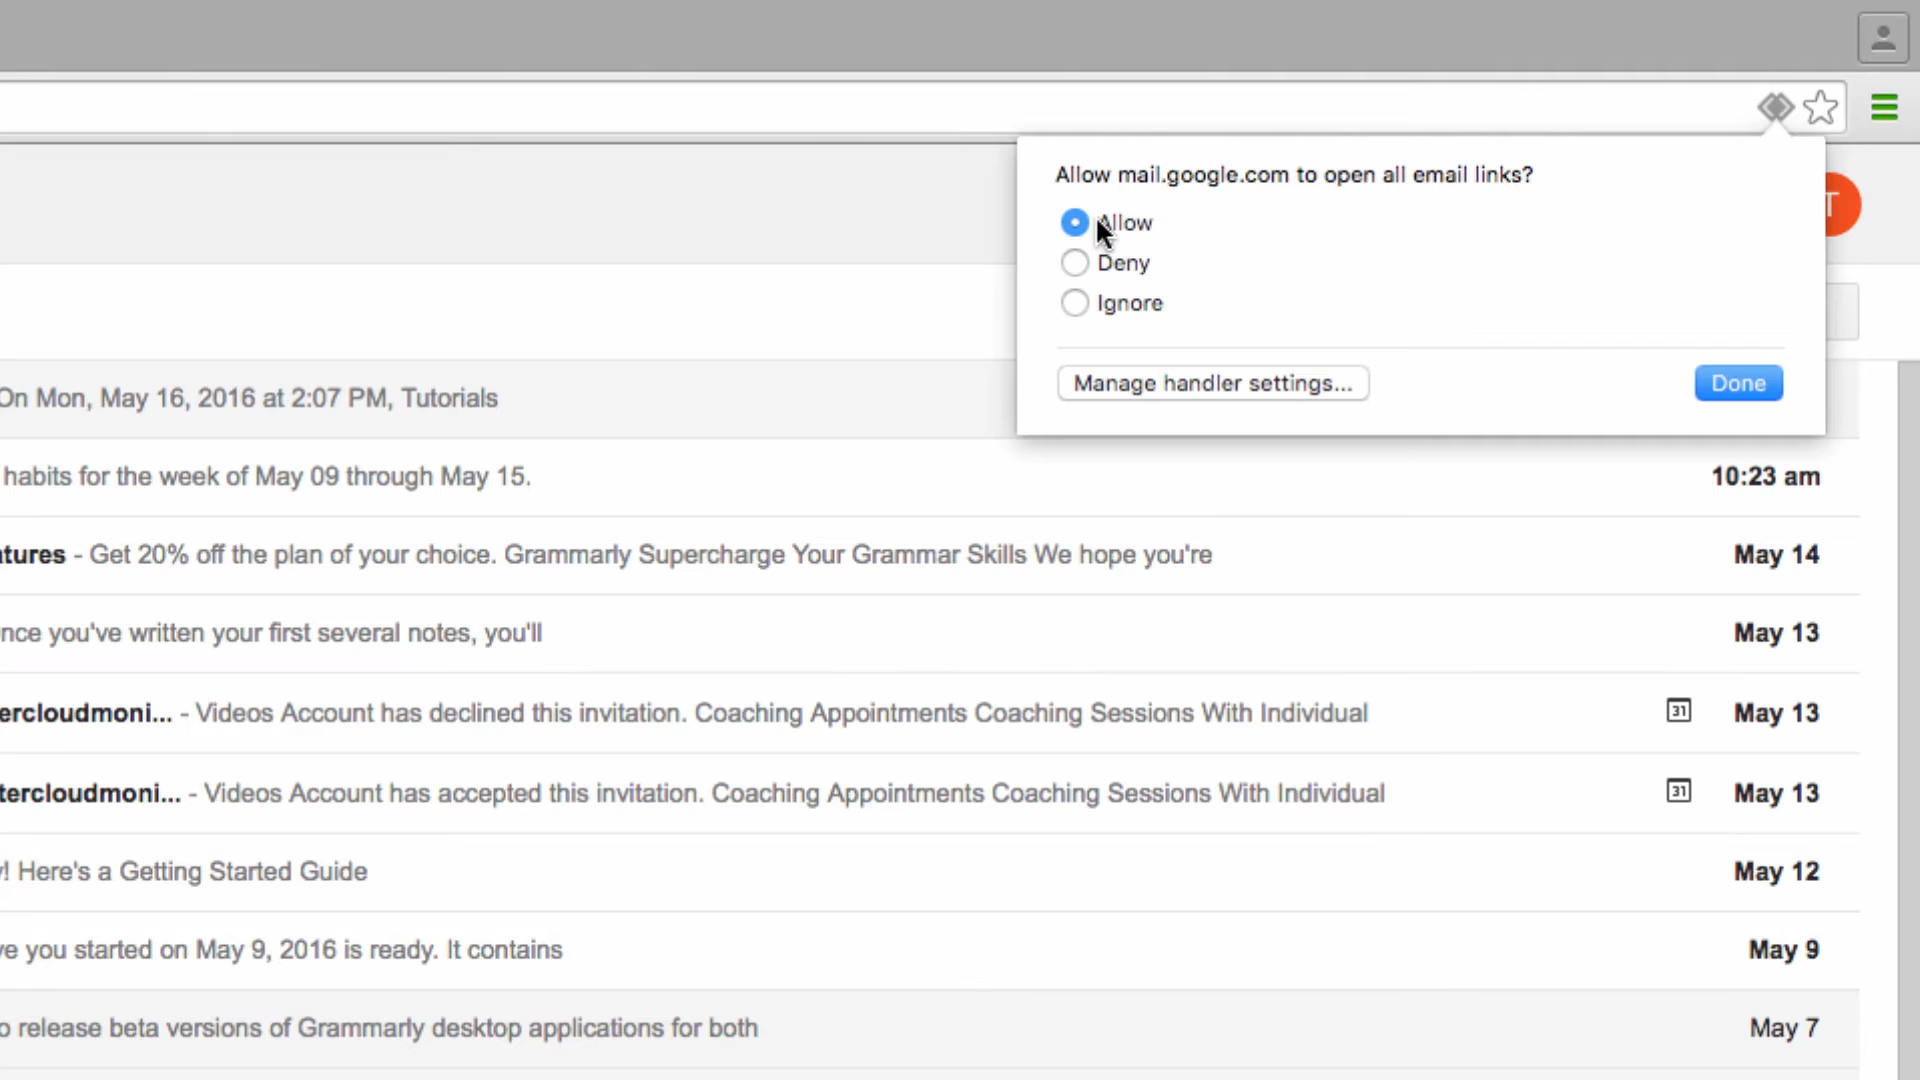 Allow mail.google.com to open all email links?
T
Allow
Deny
Ignore
Manage handler settings...
Done
On Mon, May 16, 2016 at 2:07 PM, Tutorials
habits for the week of May 09 through May 15.
10:23 am
atures - Get 20% off the plan of your choice. Grammarly Supercharge Your Grammar Skills We hope you're
May 14
nce you've written your first several notes, you'll
May 13
ercloudmoni... - Videos Account has declined this invitation. Coaching Appointments Coaching Sessions With Individual
31
May 13
tercloudmoni... - Videos Account has accepted this invitation. Coaching Appointments Coaching Sessions With Individual
31
May 13
! Here's a Getting Started Guide
May 12
ve you started on May 9, 2016 is ready. It contains
May 9
o release beta versions of Grammarly desktop applications for both
May 7